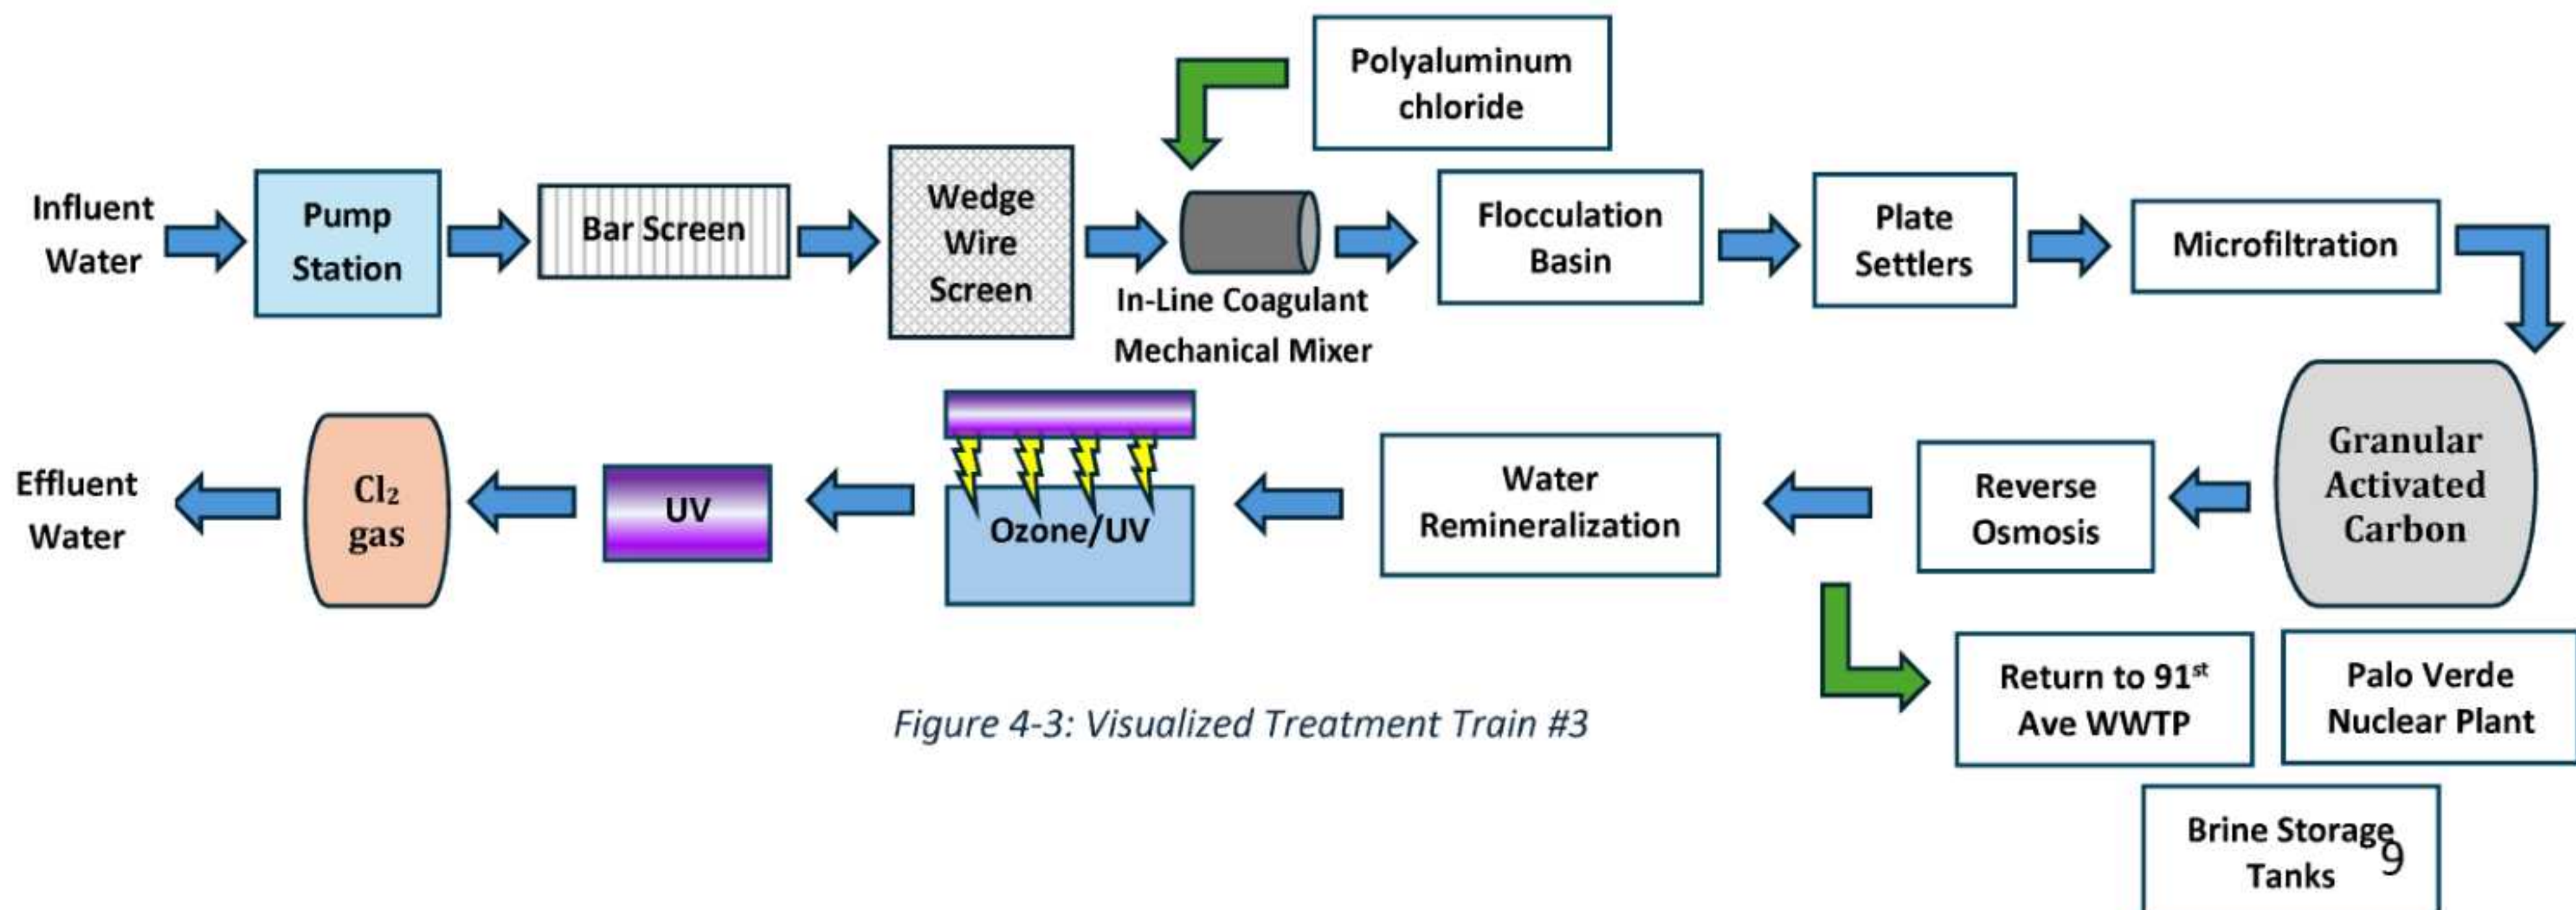 Polyaluminum
chloride
Influent
Water
Pump
Station
Bar Screen
Wedge
Wire
Screen
In-Line Coagulant
Mechanical Mixer
Flocculation
Basin
Plate
Settlers
Microfiltration
Granular
Activated
Carbon
Reverse
Osmosis
Water
Remineralization
Ozone/UV
UV
Cl₂
gas
Effluent
Water
Return to 91ˢᵗ
Ave WWTP
Palo Verde
Nuclear Plant
Brine Storage
Tanks
Figure 4-3: Visualized Treatment Train #3
9